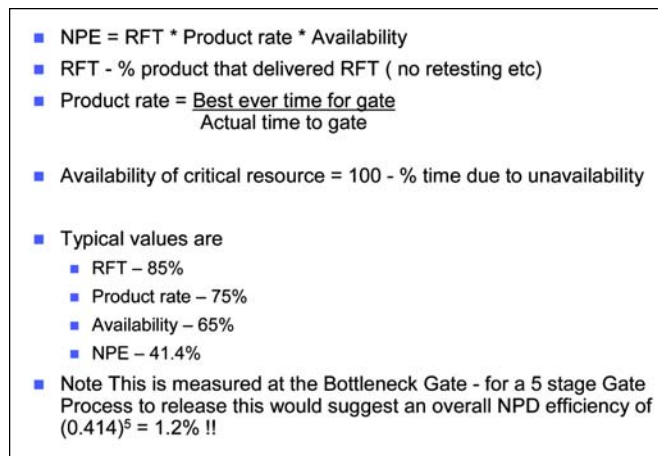 NPE = RFT * Product rate * Availability
RFT - % product that delivered RFT ( no retesting etc)
Product rate = Best ever time for gate
Actual time to gate
Availability of critical resource = 100 - % time due to unavailability
Typical values are
RFT – 85%
Product rate – 75%
Availability – 65%
NPE – 41.4%
Note This is measured at the Bottleneck Gate - for a 5 stage Gate
Process to release this would suggest an overall NPD efficiency of
(0.414)⁵ = 1.2% !!